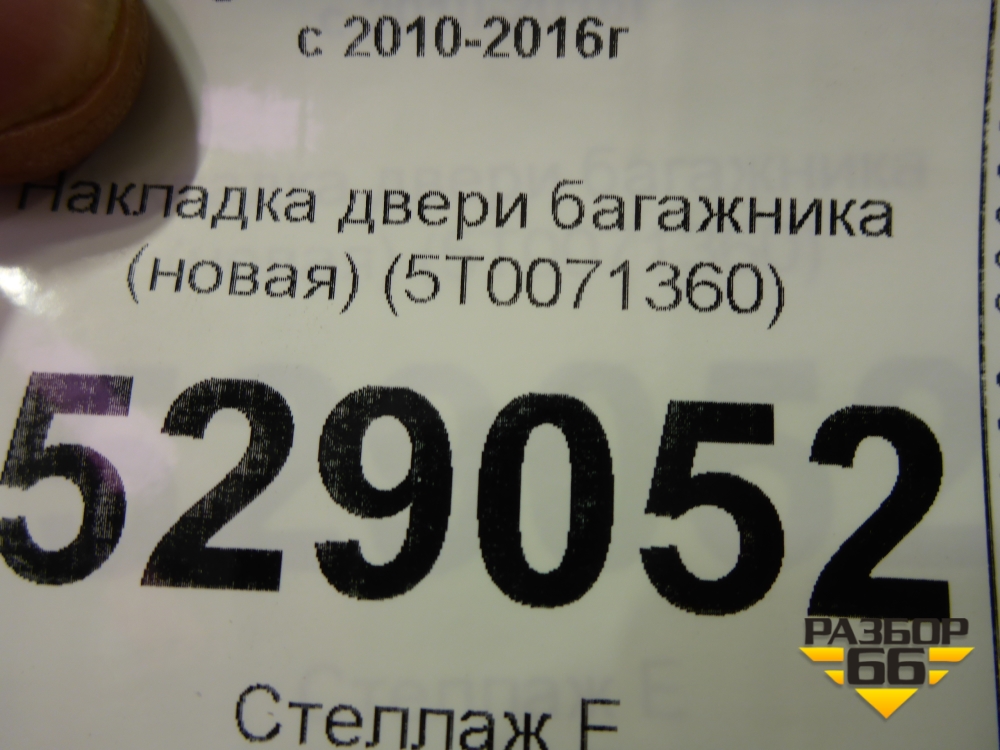 с 2010-2016г
Накладка двери багажника
(новая) (5T0071360)
529052
РАЗБОР
66
Стеллаж